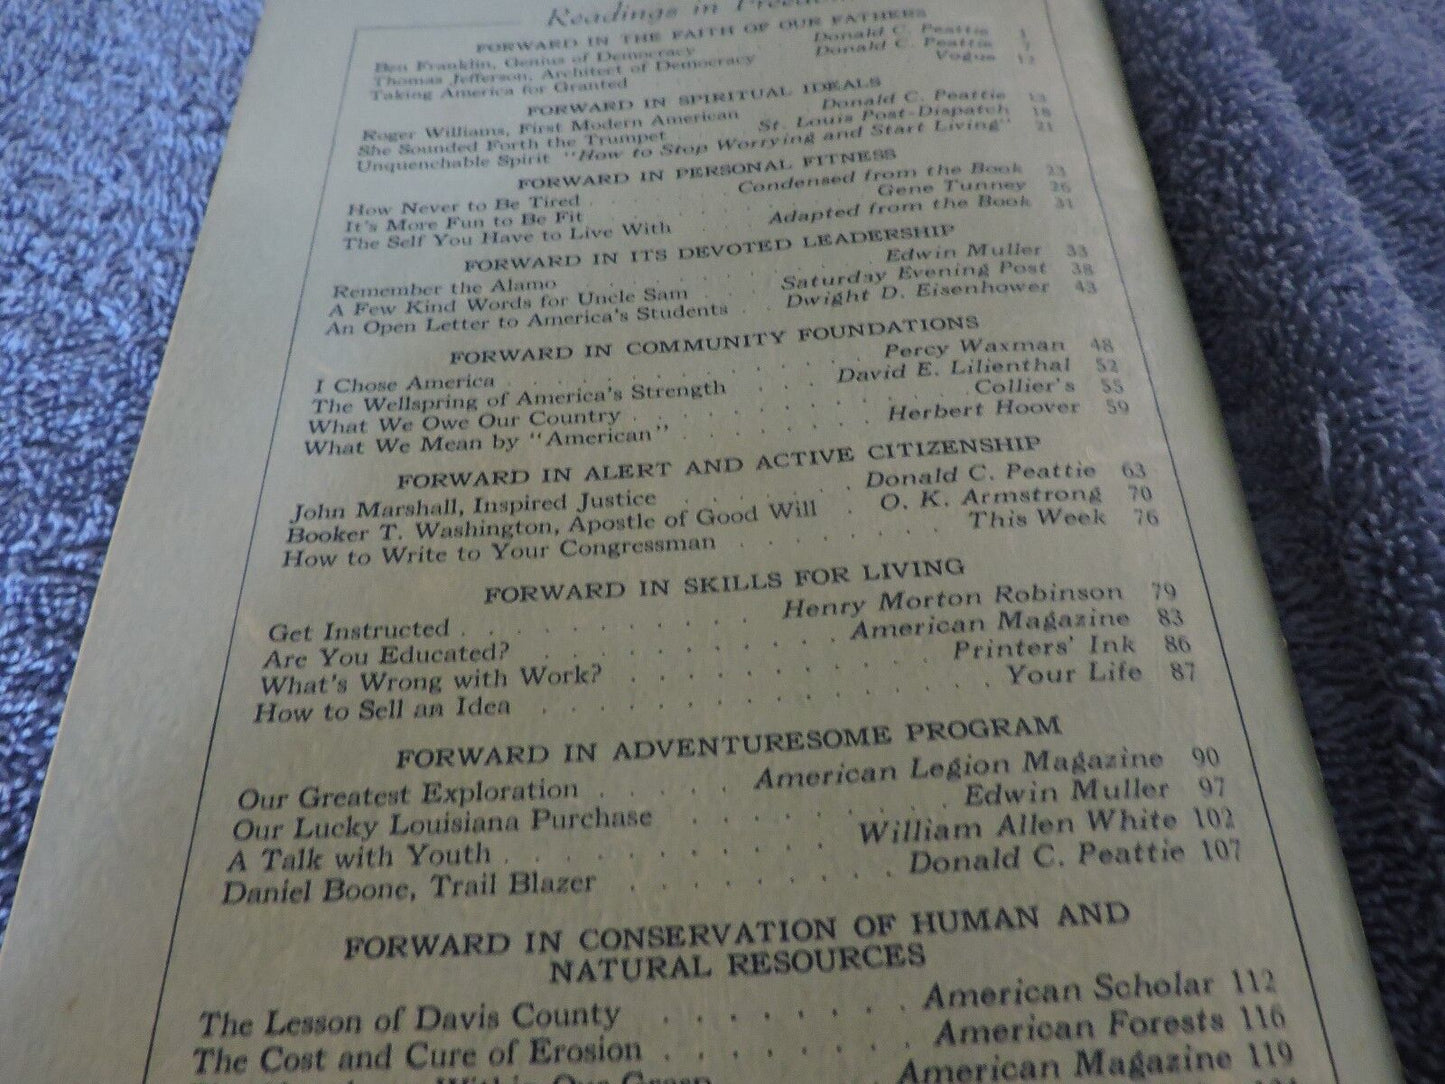 Readings in
FORWARD IN THE FAITH OF OUR FATHERS
Ben Franklin, Genius of Democracy Donald C. Peattie 1
Thomas Jefferson, Architect of Democracy Donald C. Peattie 7
Taking America for Granted Vogue 12
FORWARD IN SPIRITUAL IDEALS
Roger Williams, First Modern American Donald C. Peattie 13
She Sounded Forth the Trumpet . St. Louis Post-Dispatch 18
Unquenchable Spirit "How to Stop Worrying and Start Living" 21
FORWARD IN PERSONAL FITNESS
How Never to Be Tired . . . . . Condensed from the Book 23
It's More Fun to Be Fit . . . . . Gene Tunney 26
The Self You Have to Live With . . . Adapted from the Book 31
FORWARD IN ITS DEVOTED LEADERSHIP
Remember the Alamo . . . . . Edwin Muller 33
A Few Kind Words for Uncle Sam . . . Saturday Evening Post 38
An Open Letter to America's Students . . Dwight D. Eisenhower 43
FORWARD IN COMMUNITY FOUNDATIONS
I Chose America . . . . . . . . Percy Waxman 48
The Wellspring of America's Strength . . . David E. Lilienthal 52
What We Owe Our Country . . . . . . . . Collier's 55
What We Mean by "American" . . . . . . Herbert Hoover 59
FORWARD IN ALERT AND ACTIVE CITIZENSHIP
John Marshall, Inspired Justice . . . . . Donald C. Peattie 63
Booker T. Washington, Apostle of Good Will . O. K. Armstrong 70
How to Write to Your Congressman . . . . . . . This Week 76
FORWARD IN SKILLS FOR LIVING
Get Instructed . . . . . . . . . . Henry Morton Robinson 79
Are You Educated? . . . . . . . . . American Magazine 83
What's Wrong with Work? . . . . . . . . . Printers' Ink 86
How to Sell an Idea . . . . . . . . . . . . Your Life 87
FORWARD IN ADVENTURESOME PROGRAM
Our Greatest Exploration . . . . . American Legion Magazine 90
Our Lucky Louisiana Purchase . . . . . . . . Edwin Muller 97
A Talk with Youth . . . . . . . . . . William Allen White 102
Daniel Boone, Trail Blazer . . . . . . . . Donald C. Peattie 107
FORWARD IN CONSERVATION OF HUMAN AND
NATURAL RESOURCES
The Lesson of Davis County . . . . . . . American Scholar 112
The Cost and Cure of Erosion . . . . . . . American Forests 116
Within Our Grasp American Magazine 119